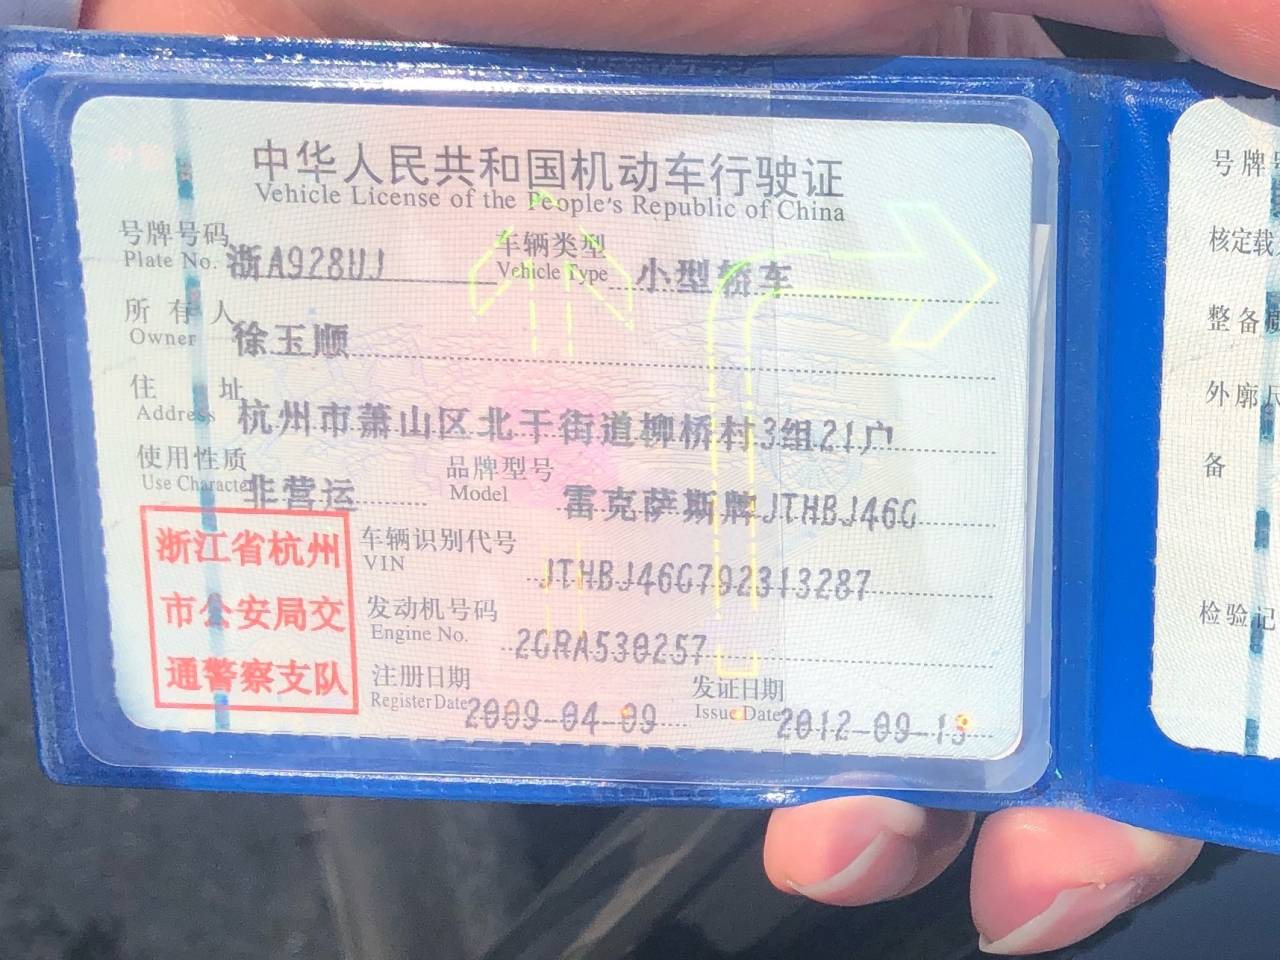 中华人民共和国机动车行驶证
Vehicle License of the People's Republic of China
号牌号码 浙A928UJ 车辆类型 小型轿车
Plate No. Vehicle Type
所有人 徐玉顺
Owner
住址 杭州市萧山区北干街道柳桥村3组21户
Address
使用性质 非营运 品牌型号 雷克萨斯牌JTHBJ46G
Use Character Model
浙江省杭州
市公安局交
通警察支队
车辆识别代号 JTHBJ46G792313287
VIN
发动机号码 2GRA530257
Engine No.
注册日期 2009-04-09 发证日期 2012-09-13
Register Date Issue Date
号牌号
核定载
整备质
外廓尺
备
检验记